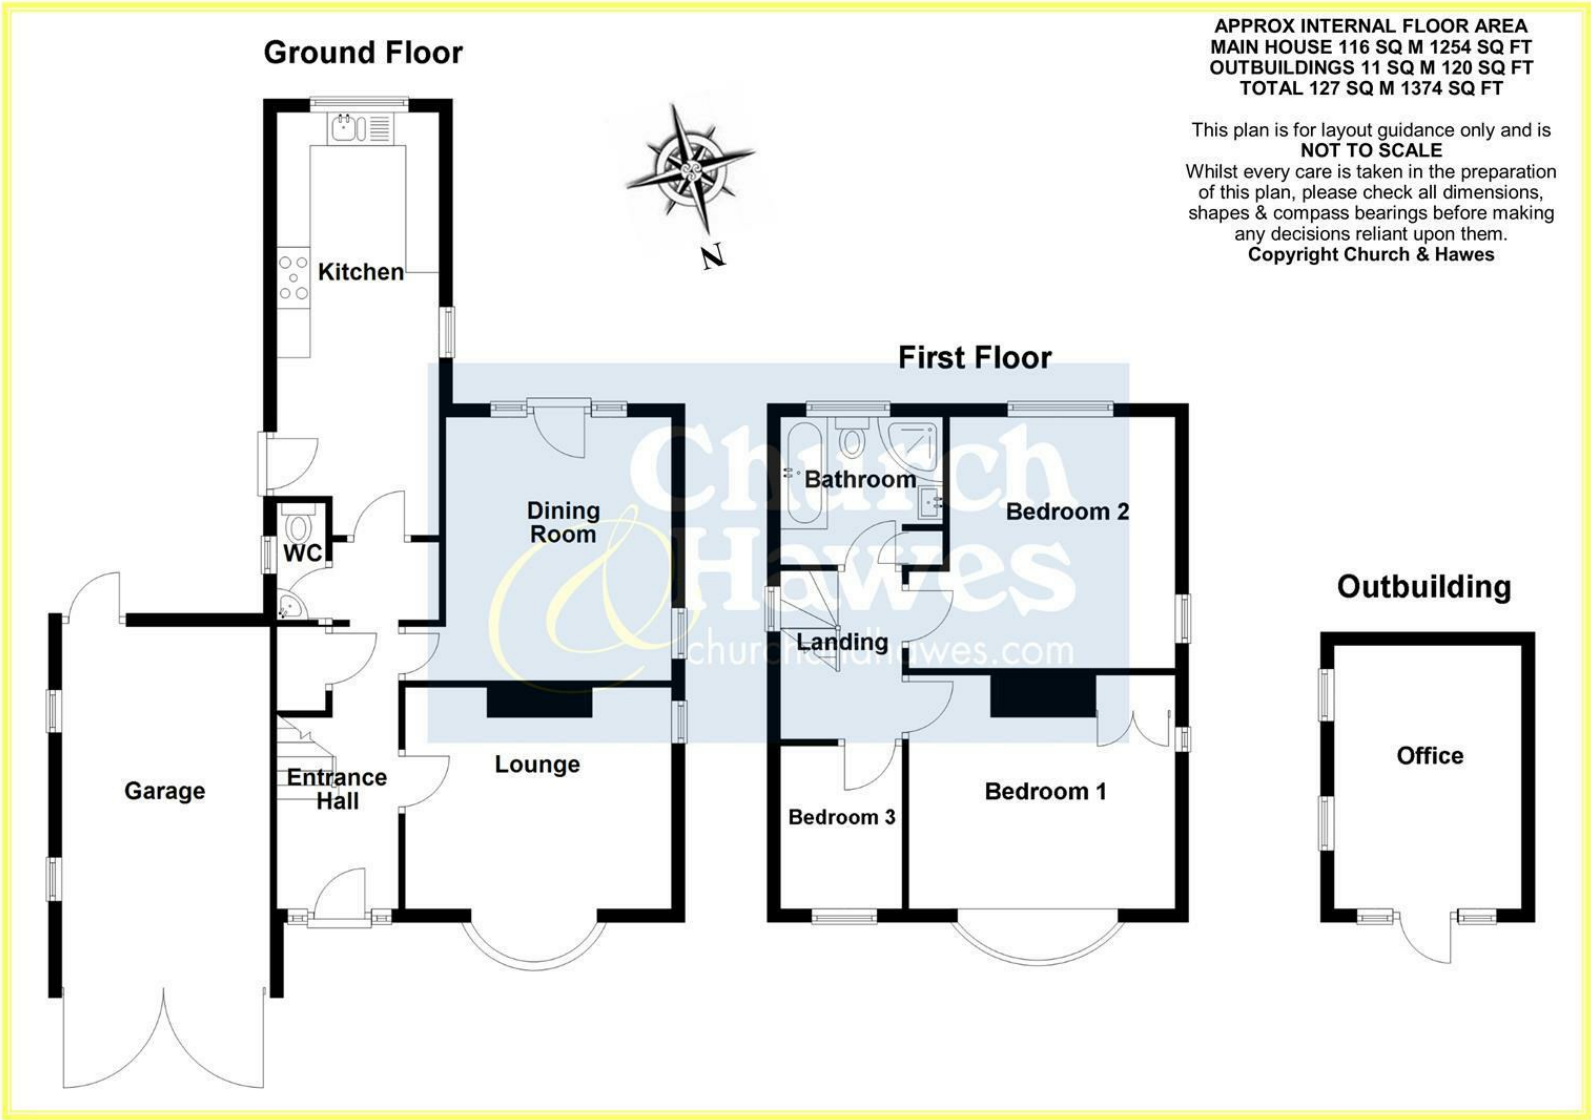 Ground Floor
APPROX INTERNAL FLOOR AREA
MAIN HOUSE 116 SQ M 1254 SQ FT
OUTBUILDINGS 11 SQ M 120 SQ FT
TOTAL 127 SQ M 1374 SQ FT
This plan is for layout guidance only and is
NOT TO SCALE
Whilst every care is taken in the preparation
of this plan, please check all dimensions,
shapes & compass bearings before making
any decisions reliant upon them.
Copyright Church & Hawes
N
Kitchen
Dining
Room
WC
Garage
Entrance
Hall
Lounge
First Floor
Bathroom
Bedroom 2
Landing
Bedroom 1
Bedroom 3
Church
& Hawes
churchandhawes.com
Outbuilding
Office